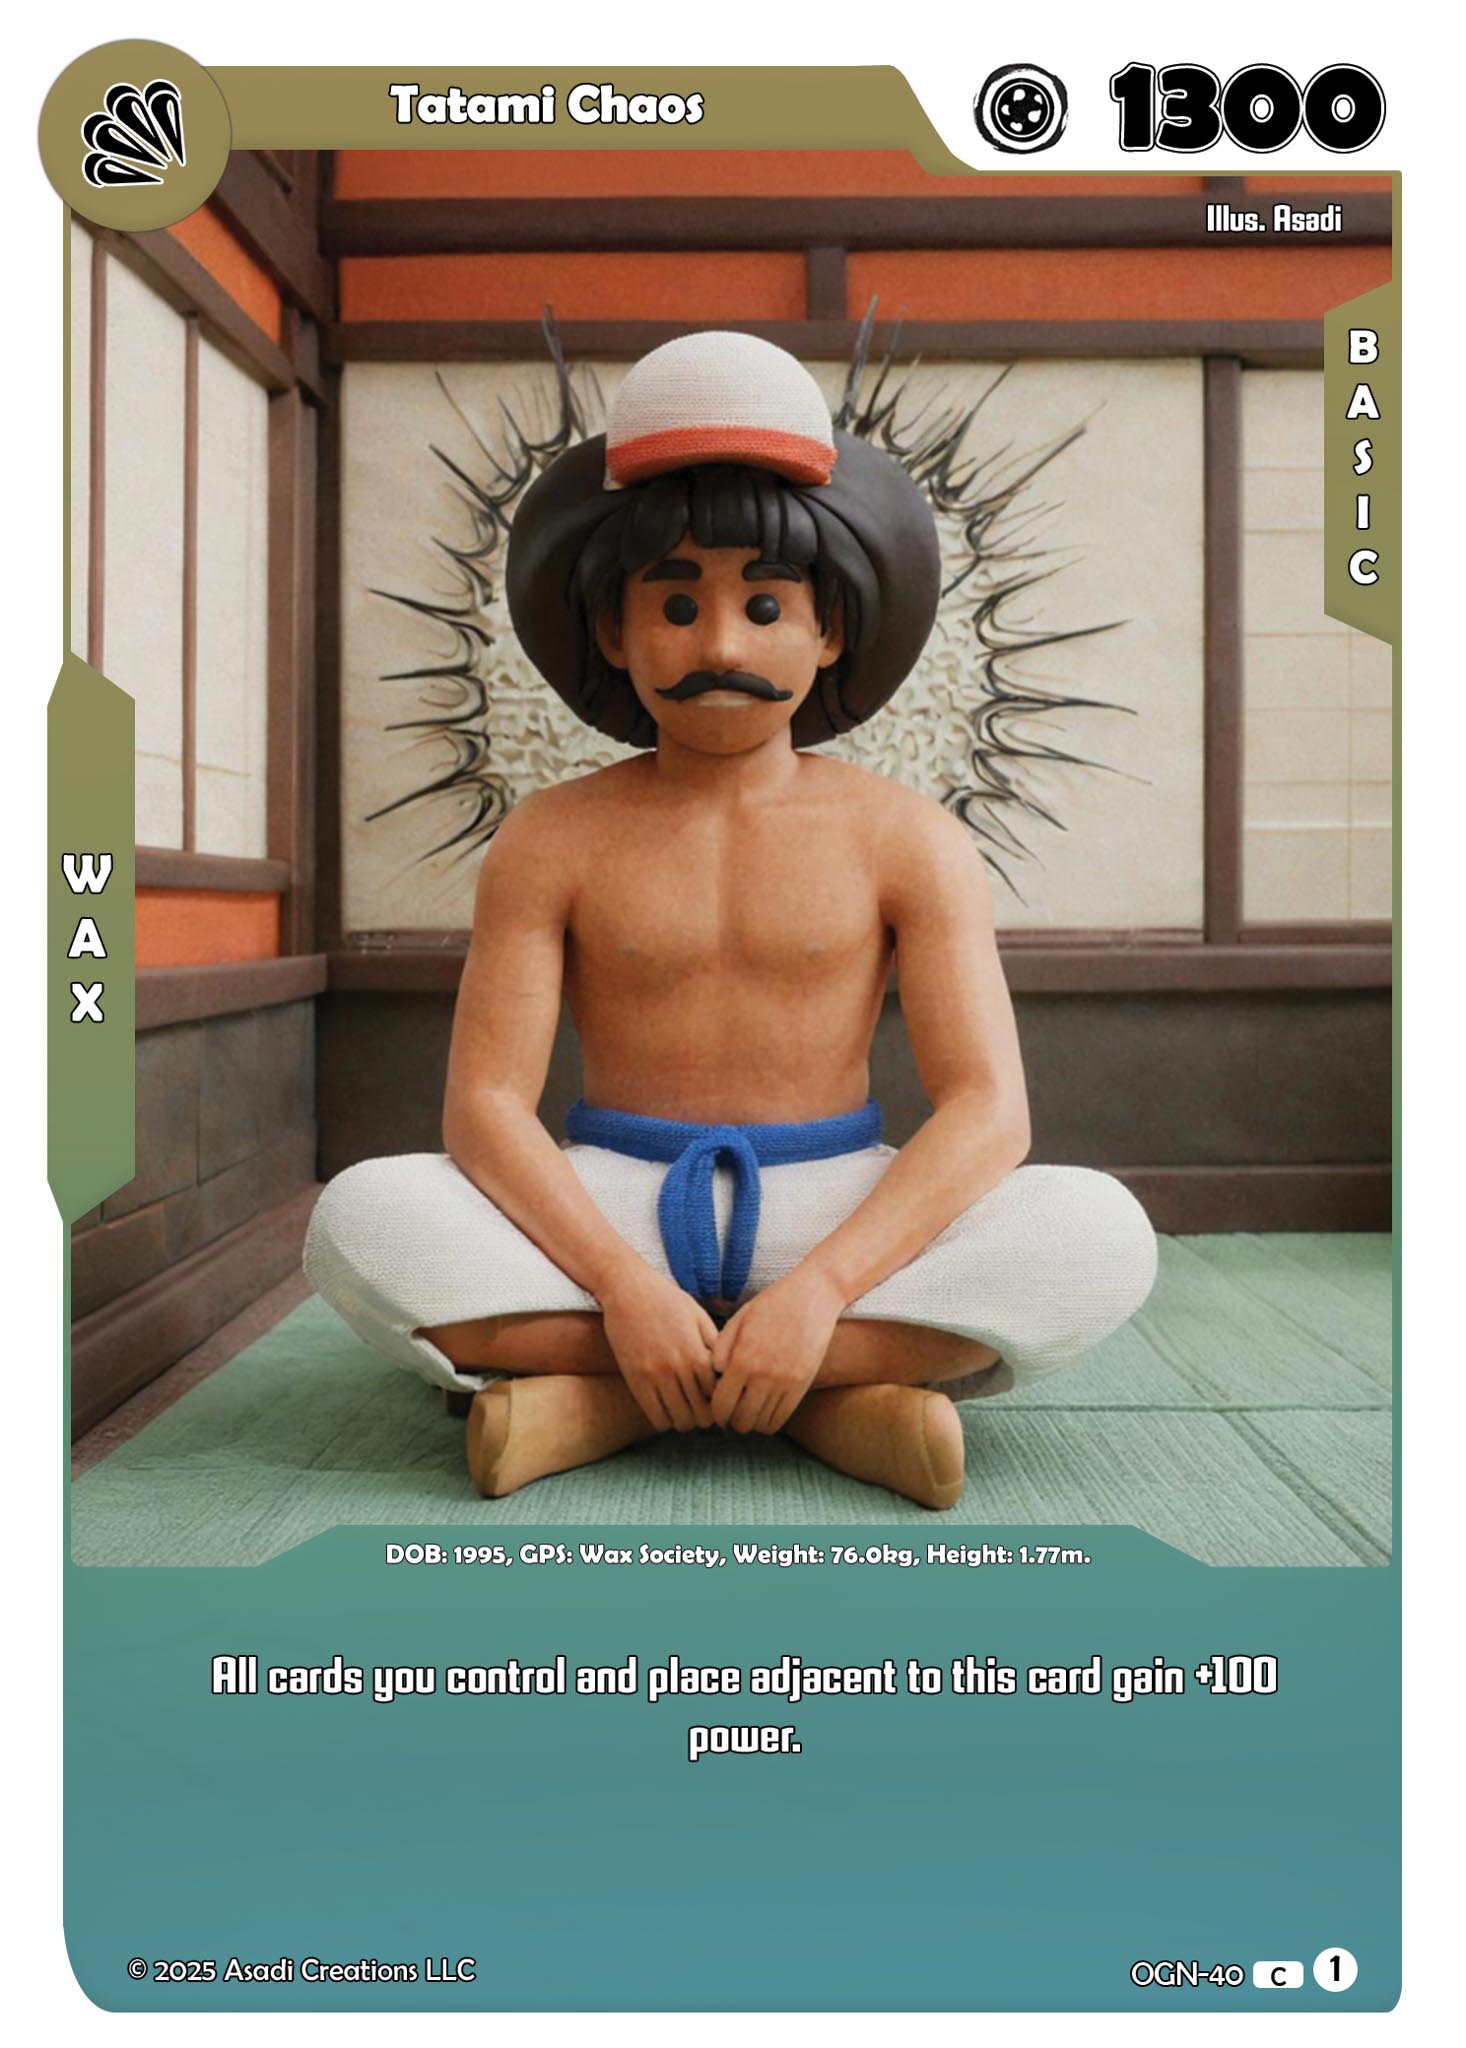 Tatami Chaos
1300
Illus. Asadi
BASIC
WAX
DOB: 1995, GPS: Wax Society, Weight: 76.0kg, Height: 1.77m.
All cards you control and place adjacent to this card gain +100
power.
© 2025 Asadi Creations LLC
OGN-40 C 1